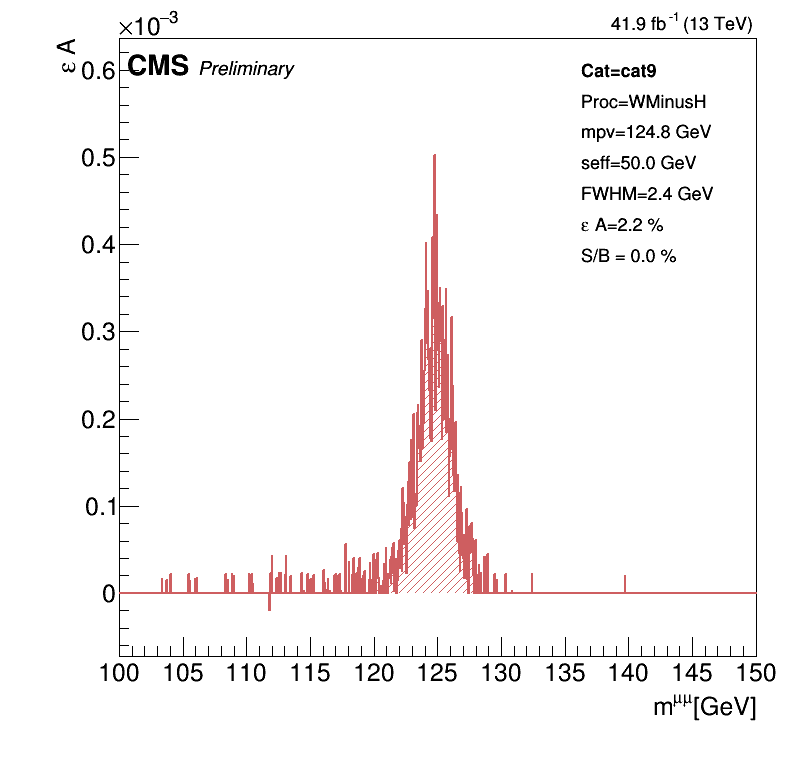 ×10⁻³
41.9 fb⁻¹ (13 TeV)
ε A
CMS Preliminary
Cat=cat9
Proc=WMinusH
mpv=124.8 GeV
seff=50.0 GeV
FWHM=2.4 GeV
ε A=2.2 %
S/B = 0.0 %
0.6
0.5
0.4
0.3
0.2
0.1
0
100 105 110 115 120 125 130 135 140 145 150
m^μμ[GeV]